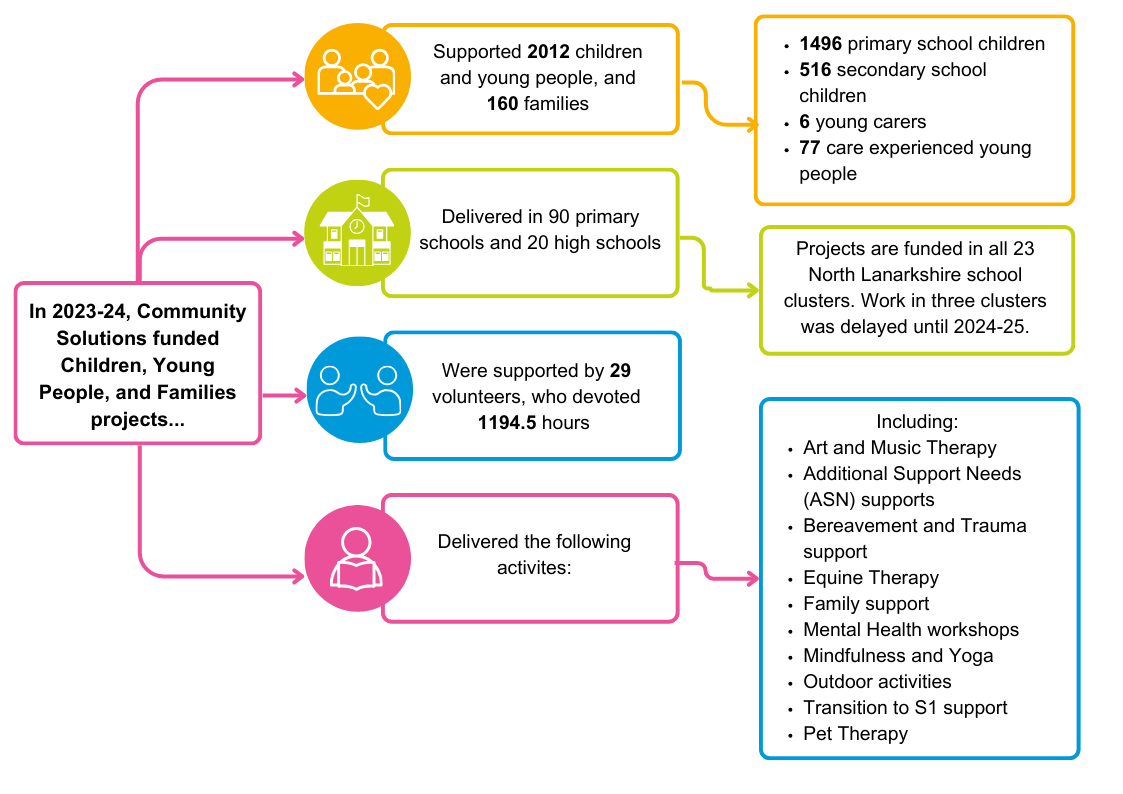 In 2023-24, Community
Solutions funded
Children, Young
People, and Families
projects...
Supported 2012 children
and young people, and
160 families
• 1496 primary school children
• 516 secondary school
children
• 6 young carers
• 77 care experienced young
people
Delivered in 90 primary
schools and 20 high schools
Projects are funded in all 23
North Lanarkshire school
clusters. Work in three clusters
was delayed until 2024-25.
Were supported by 29
volunteers, who devoted
1194.5 hours
Delivered the following
activites:
Including:
• Art and Music Therapy
• Additional Support Needs
(ASN) supports
• Bereavement and Trauma
support
• Equine Therapy
• Family support
• Mental Health workshops
• Mindfulness and Yoga
• Outdoor activities
• Transition to S1 support
• Pet Therapy